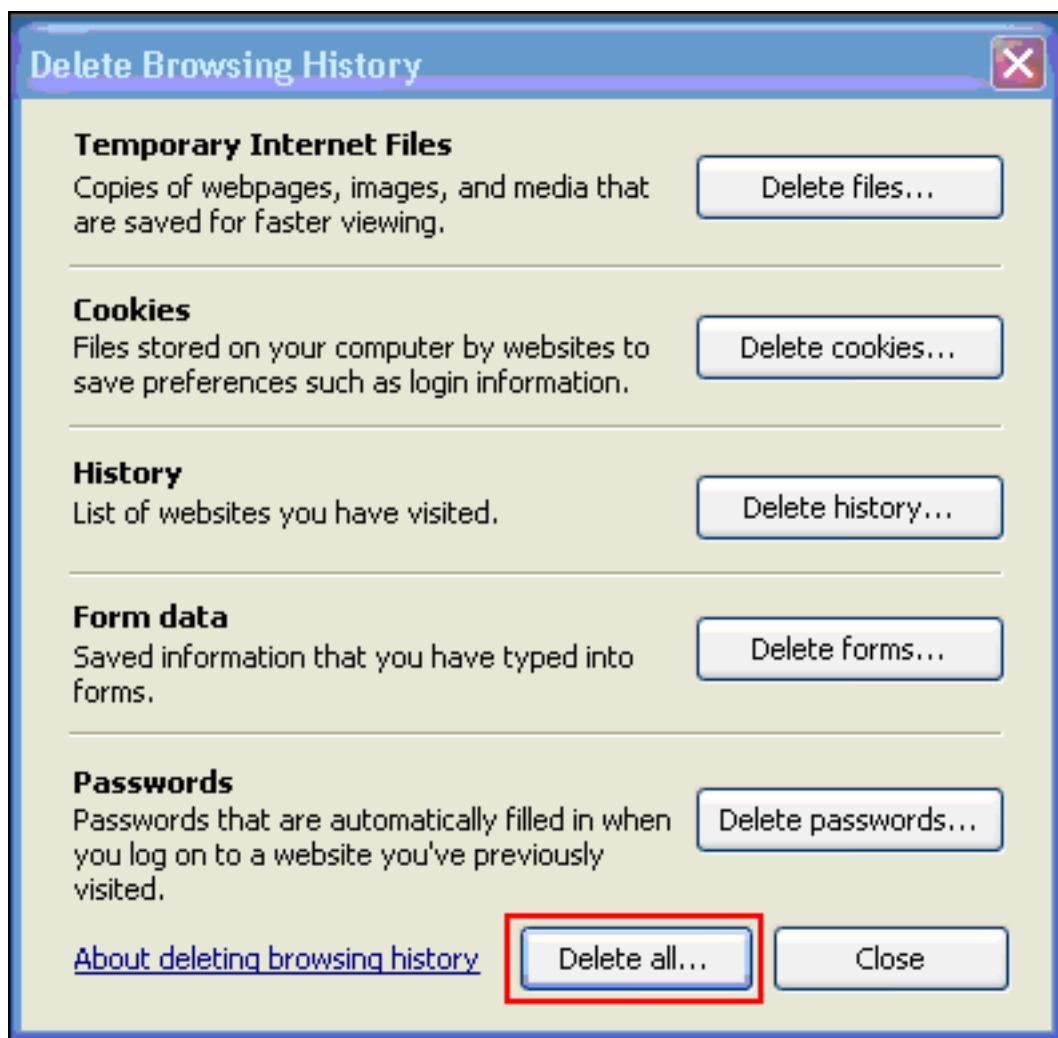 Delete Browsing History
Temporary Internet Files
Copies of webpages, images, and media that
are saved for faster viewing.
Delete files...
Cookies
Files stored on your computer by websites to
save preferences such as login information.
Delete cookies...
History
List of websites you have visited.
Delete history...
Form data
Saved information that you have typed into
forms.
Delete forms...
Passwords
Passwords that are automatically filled in when
you log on to a website you've previously
visited.
Delete passwords...
About deleting browsing history
Delete all...
Close